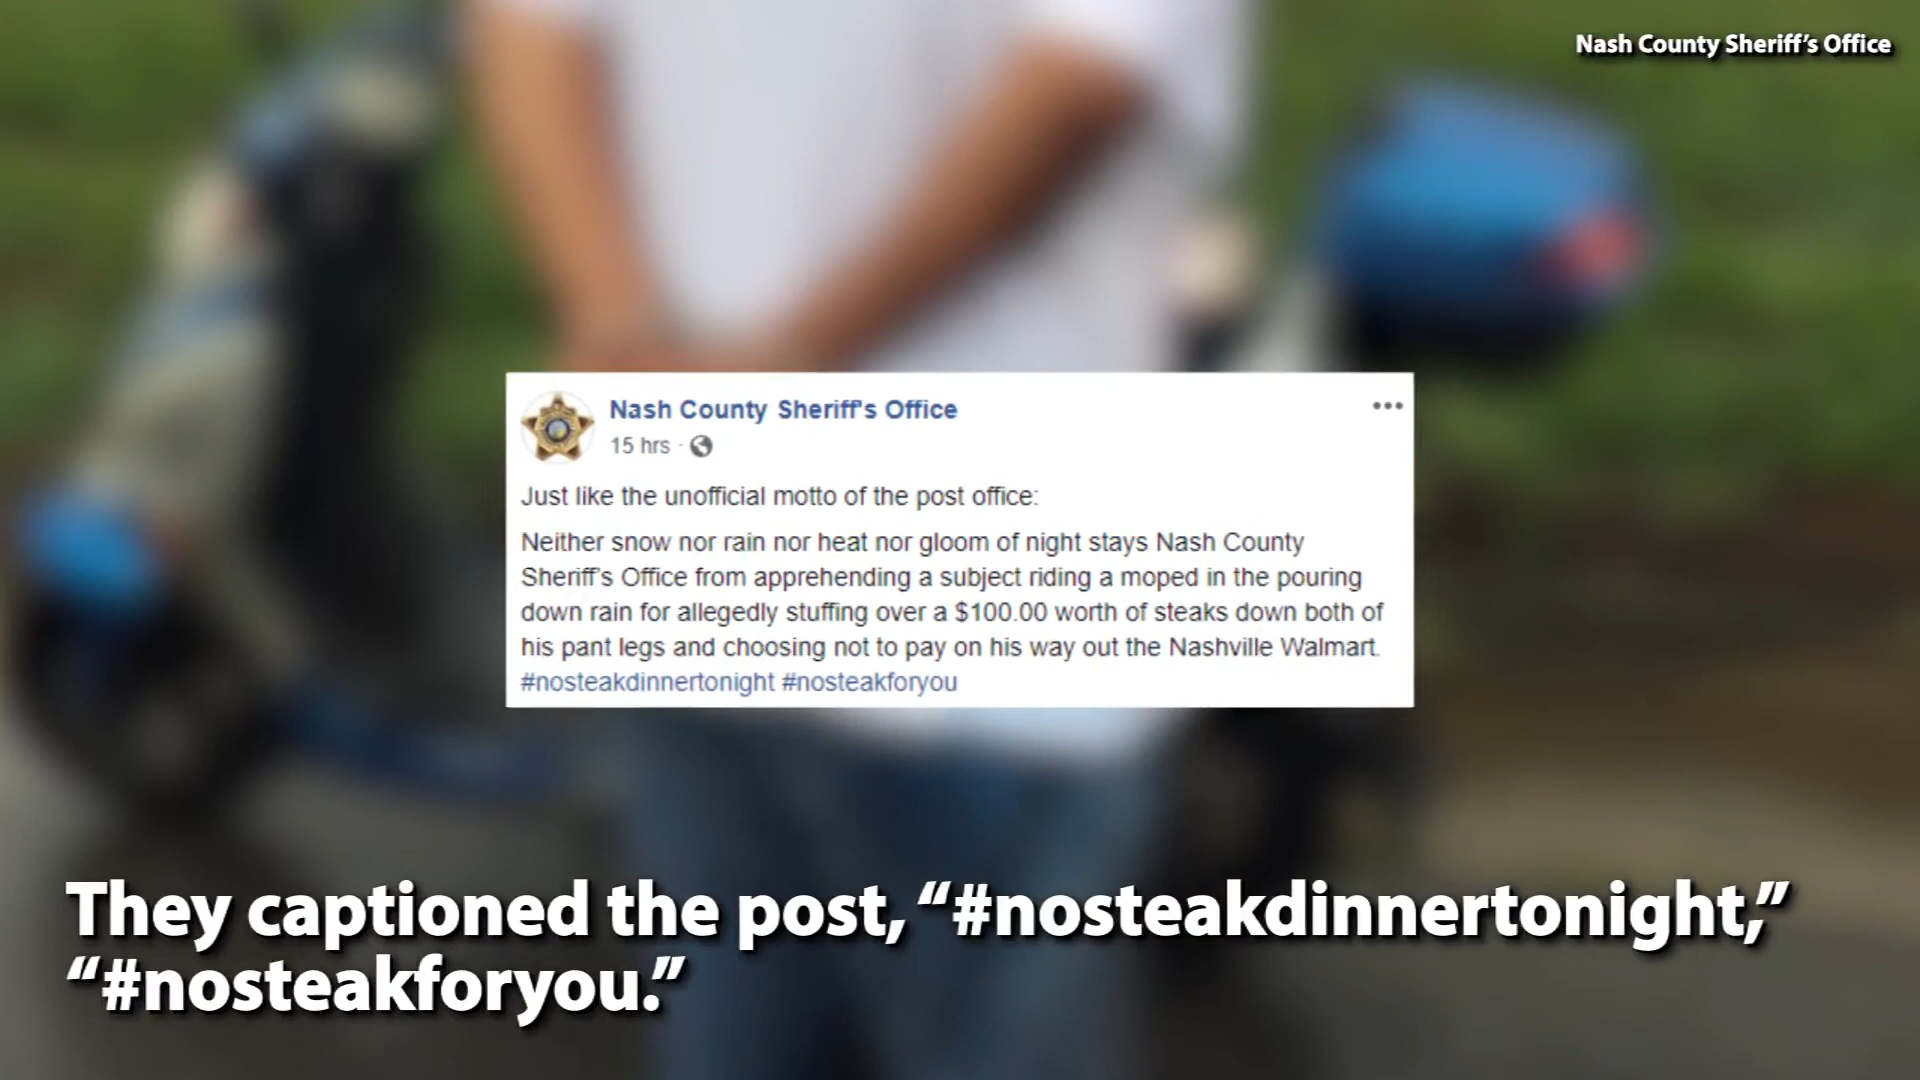 Nash County Sheriff's Office
Nash County Sheriff's Office
15 hrs ·
Just like the unofficial motto of the post office:
Neither snow nor rain nor heat nor gloom of night stays Nash County
Sheriff's Office from apprehending a subject riding a moped in the pouring
down rain for allegedly stuffing over a $100.00 worth of steaks down both of
his pant legs and choosing not to pay on his way out the Nashville Walmart.
#nosteakdinnertonight #nosteakforyou
They captioned the post, “#nosteakdinnertonight,”
“#nosteakforyou.”